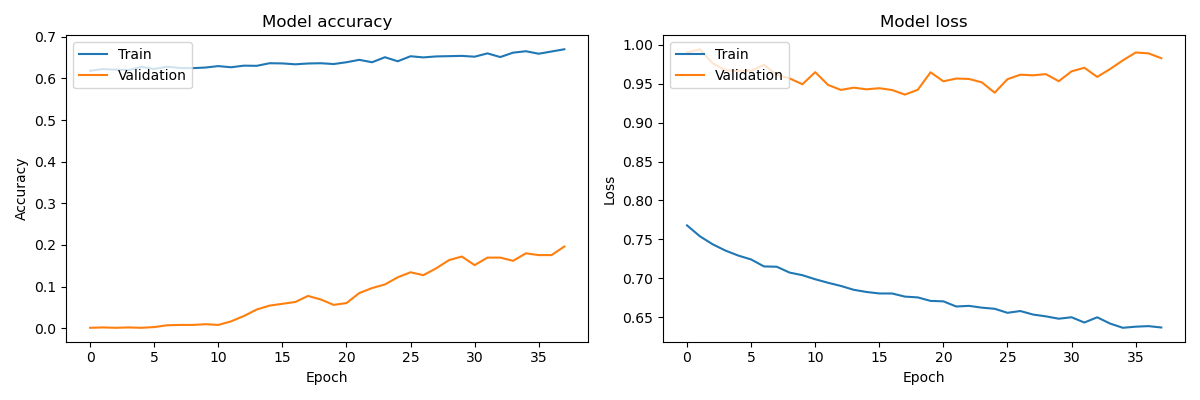 Model accuracy
Train
Validation
0.7
0.6
0.5
0.4
0.3
0.2
0.1
0.0
Accuracy
0 5 10 15 20 25 30 35
Epoch
Model loss
Train
Validation
1.00
0.95
0.90
0.85
0.80
0.75
0.70
0.65
Loss
0 5 10 15 20 25 30 35
Epoch